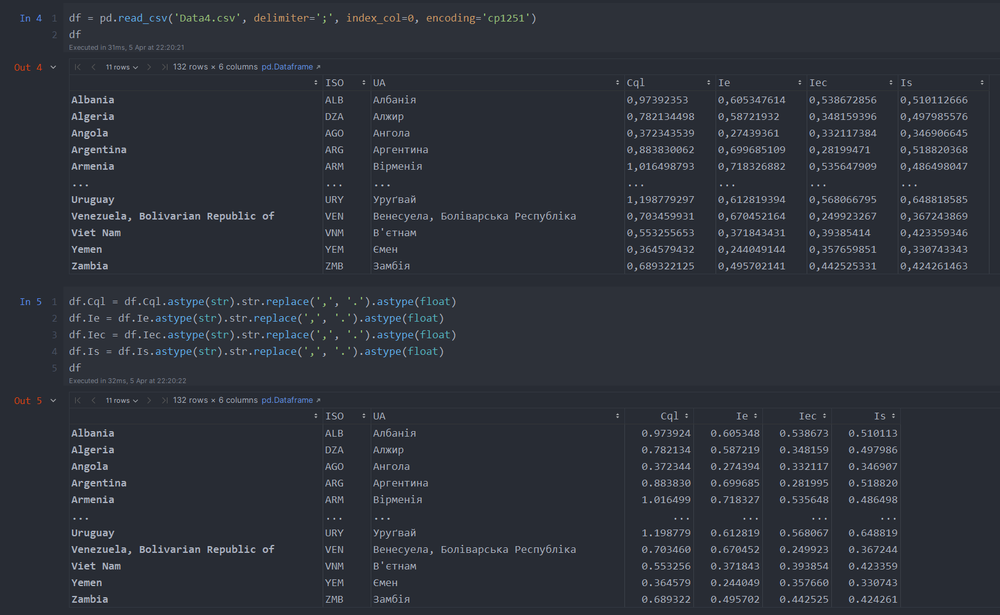 In 4 1 df = pd.read_csv('Data4.csv', delimiter=';', index_col=0, encoding='cp1251')
2 df
Executed in 31ms, 5 Apr at 22:20:21
Out 4 11 rows 132 rows × 6 columns pd.Dataframe
ISO UA Cql Ie Iec Is
Albania ALB Албанія 0,97392353 0,605347614 0,538672856 0,510112666
Algeria DZA Алжир 0,782134498 0,58721932 0,348159396 0,497985576
Angola AGO Ангола 0,372343539 0,27439361 0,332117384 0,346906645
Argentina ARG Аргентина 0,883830062 0,699685109 0,28199471 0,518820368
Armenia ARM Вірменія 1,016498793 0,718326882 0,535647909 0,486498047
... ... ... ... ... ... ...
Uruguay URY Уруґвай 1,198779297 0,612819394 0,568066795 0,648818585
Venezuela, Bolivarian Republic of VEN Венесуела, Боліварська Республіка 0,703459931 0,670452164 0,249923267 0,367243869
Viet Nam VNM В'єтнам 0,553255653 0,371843431 0,39385414 0,423359346
Yemen YEM Ємен 0,364579432 0,244049144 0,357659851 0,330743343
Zambia ZMB Замбія 0,689322125 0,495702141 0,442525331 0,424261463
In 5 1 df.Cql = df.Cql.astype(str).str.replace(',', '.').astype(float)
2 df.Ie = df.Ie.astype(str).str.replace(',', '.').astype(float)
3 df.Iec = df.Iec.astype(str).str.replace(',', '.').astype(float)
4 df.Is = df.Is.astype(str).str.replace(',', '.').astype(float)
5 df
Executed in 32ms, 5 Apr at 22:20:22
Out 5 11 rows 132 rows × 6 columns pd.Dataframe
ISO UA Cql Ie Iec Is
Albania ALB Албанія 0.973924 0.605348 0.538673 0.510113
Algeria DZA Алжир 0.782134 0.587219 0.348159 0.497986
Angola AGO Ангола 0.372344 0.274394 0.332117 0.346907
Argentina ARG Аргентина 0.883830 0.699685 0.281995 0.518820
Armenia ARM Вірменія 1.016499 0.718327 0.535648 0.486498
... ... ... ... ... ... ...
Uruguay URY Уруґвай 1.198779 0.612819 0.568067 0.648819
Venezuela, Bolivarian Republic of VEN Венесуела, Боліварська Республіка 0.703460 0.670452 0.249923 0.367244
Viet Nam VNM В'єтнам 0.553256 0.371843 0.393854 0.423359
Yemen YEM Ємен 0.364579 0.244049 0.357660 0.330743
Zambia ZMB Замбія 0.689322 0.495702 0.442525 0.424261